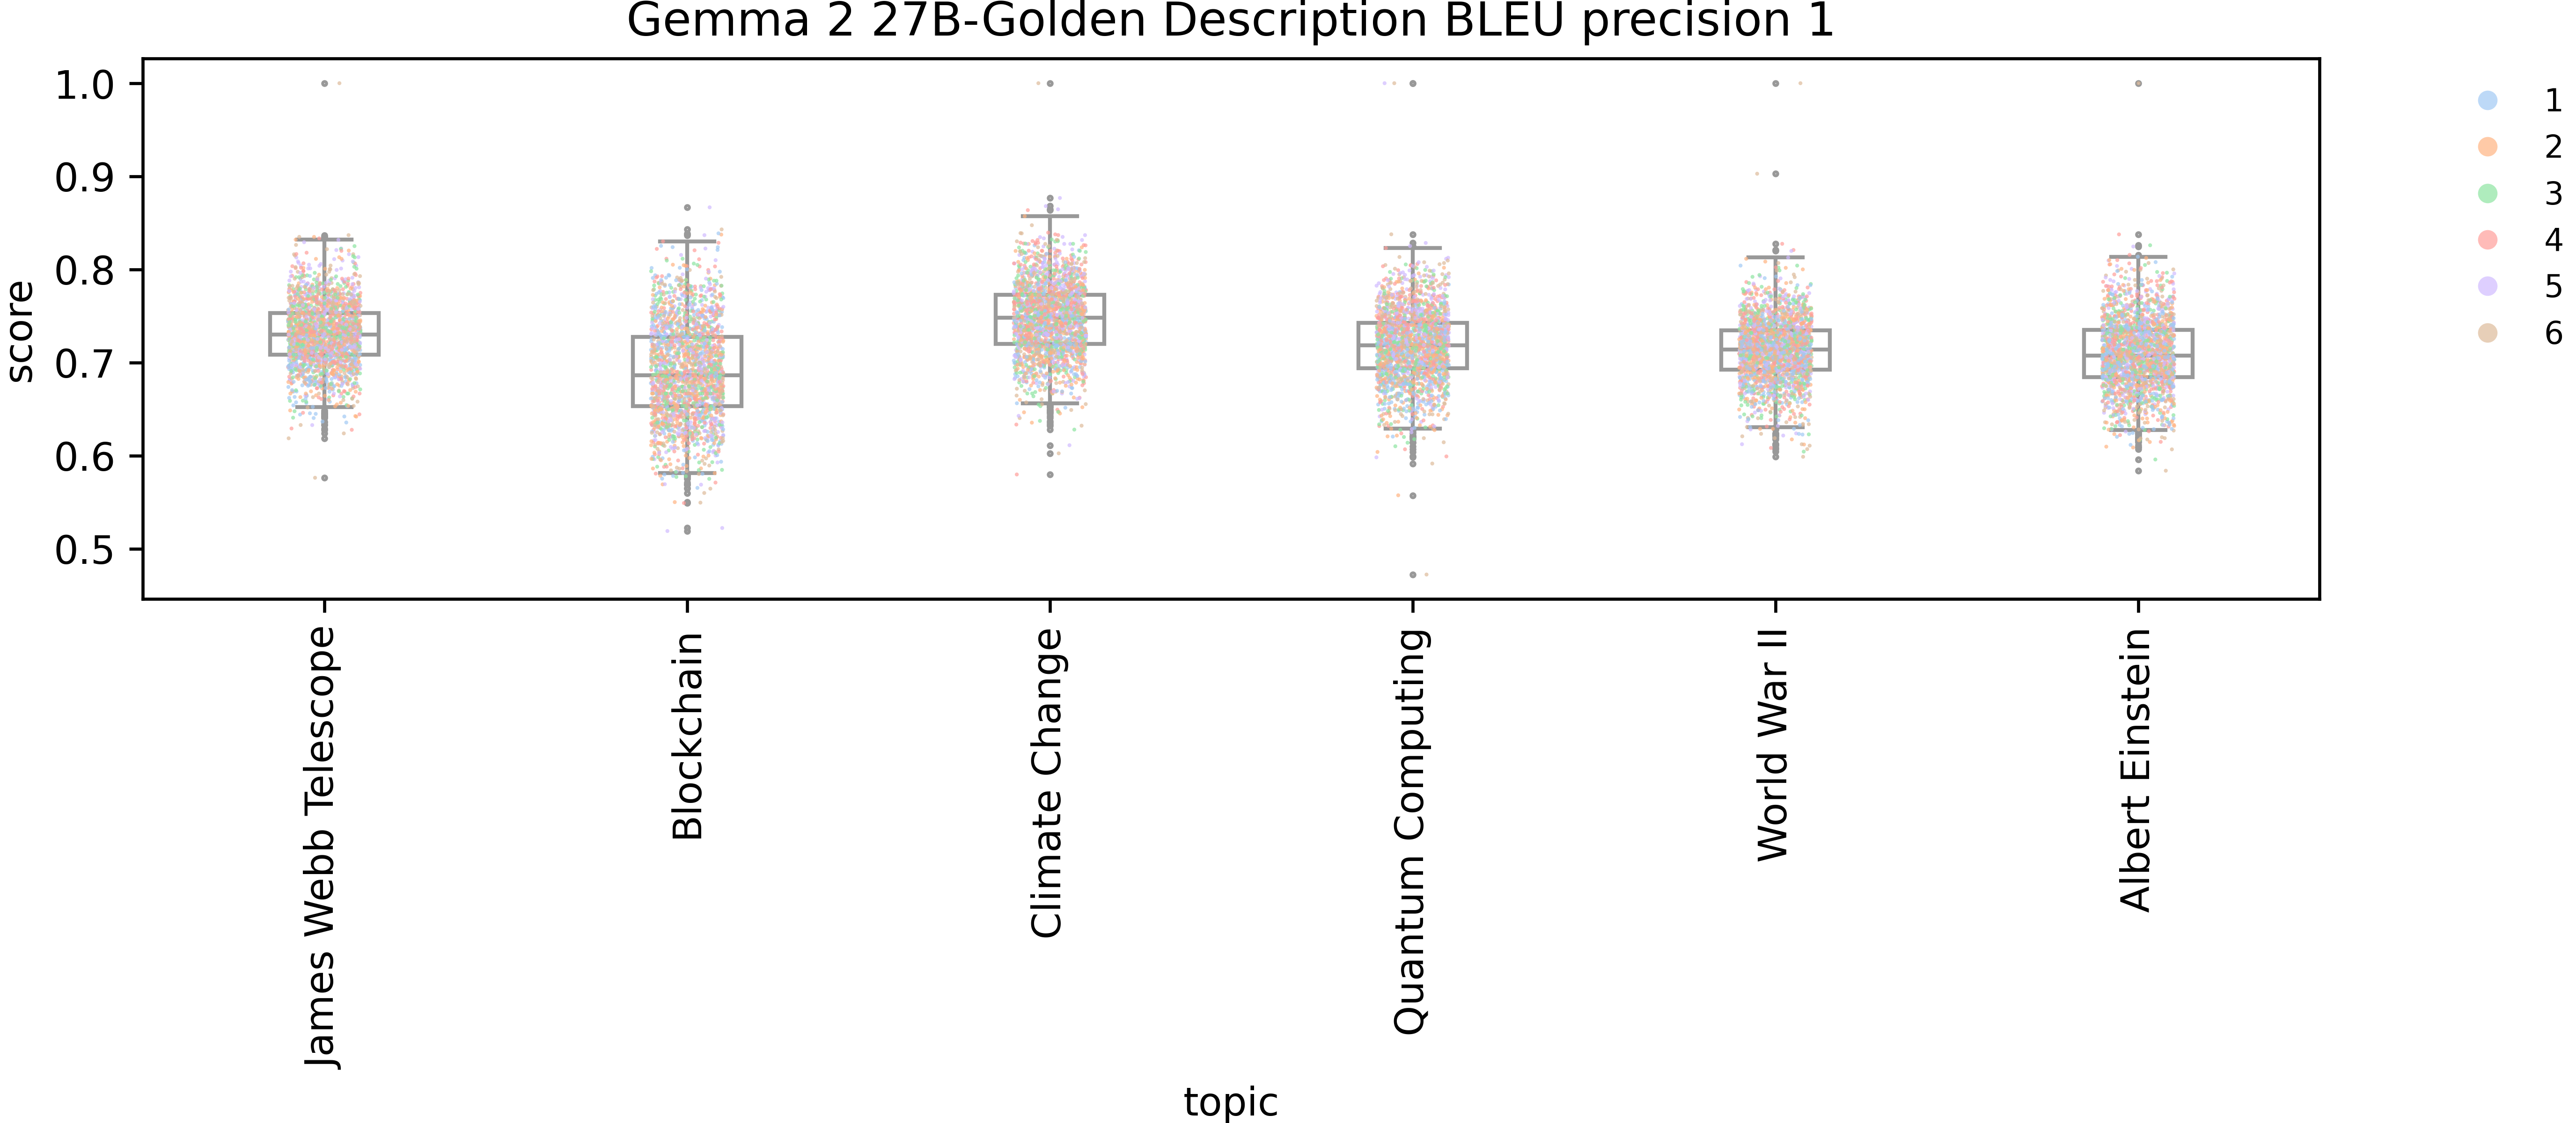 Gemma 2 27B-Golden Description BLEU precision 1
score
1.0
0.9
0.8
0.7
0.6
0.5
James Webb Telescope
Blockchain
Climate Change
Quantum Computing
World War II
Albert Einstein
topic
1
2
3
4
5
6